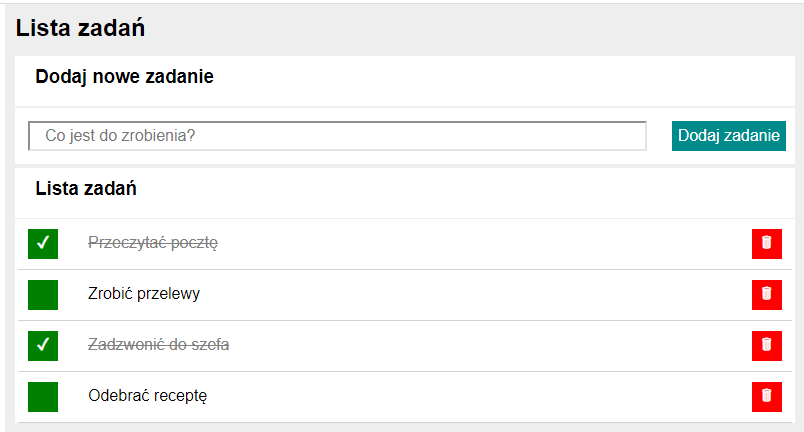 Lista zadań
Dodaj nowe zadanie
Co jest do zrobienia?
Dodaj zadanie
Lista zadań
✓ Przeczytać pocztę
Zrobić przelewy
✓ Zadzwonić do szefa
Odebrać receptę